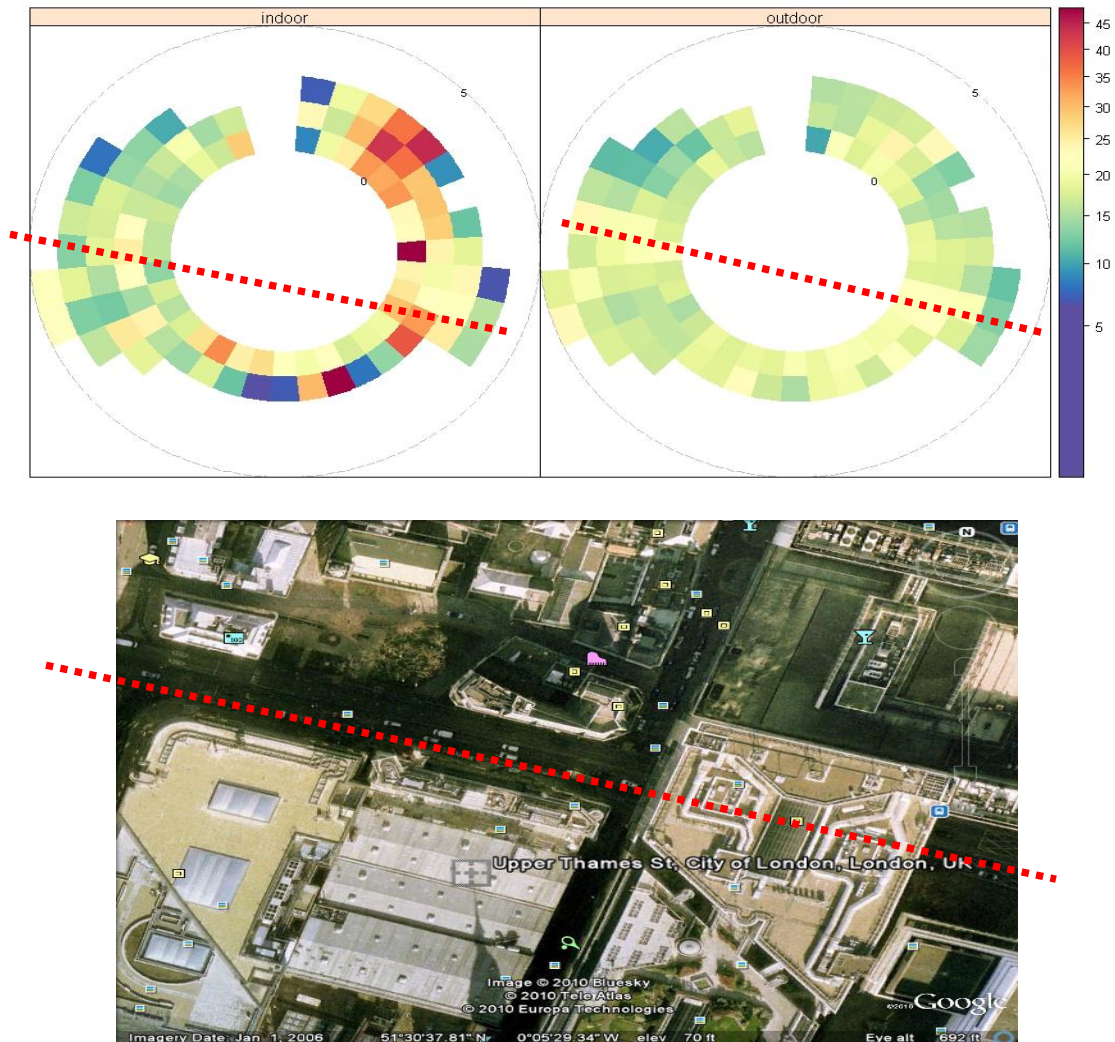 indoor
outdoor
5
0
5
0
45
40
35
30
25
20
15
10
5
N
Upper Thames St, City of London, London, UK
Image © 2010 Bluesky
© 2010 Tele Atlas
© 2010 Europa Technologies
©2010 Google
Imagery Date: Jan 1, 2006 51°30'37.81" N 0°05'29.34" W elev 70 ft Eye alt 692 ft